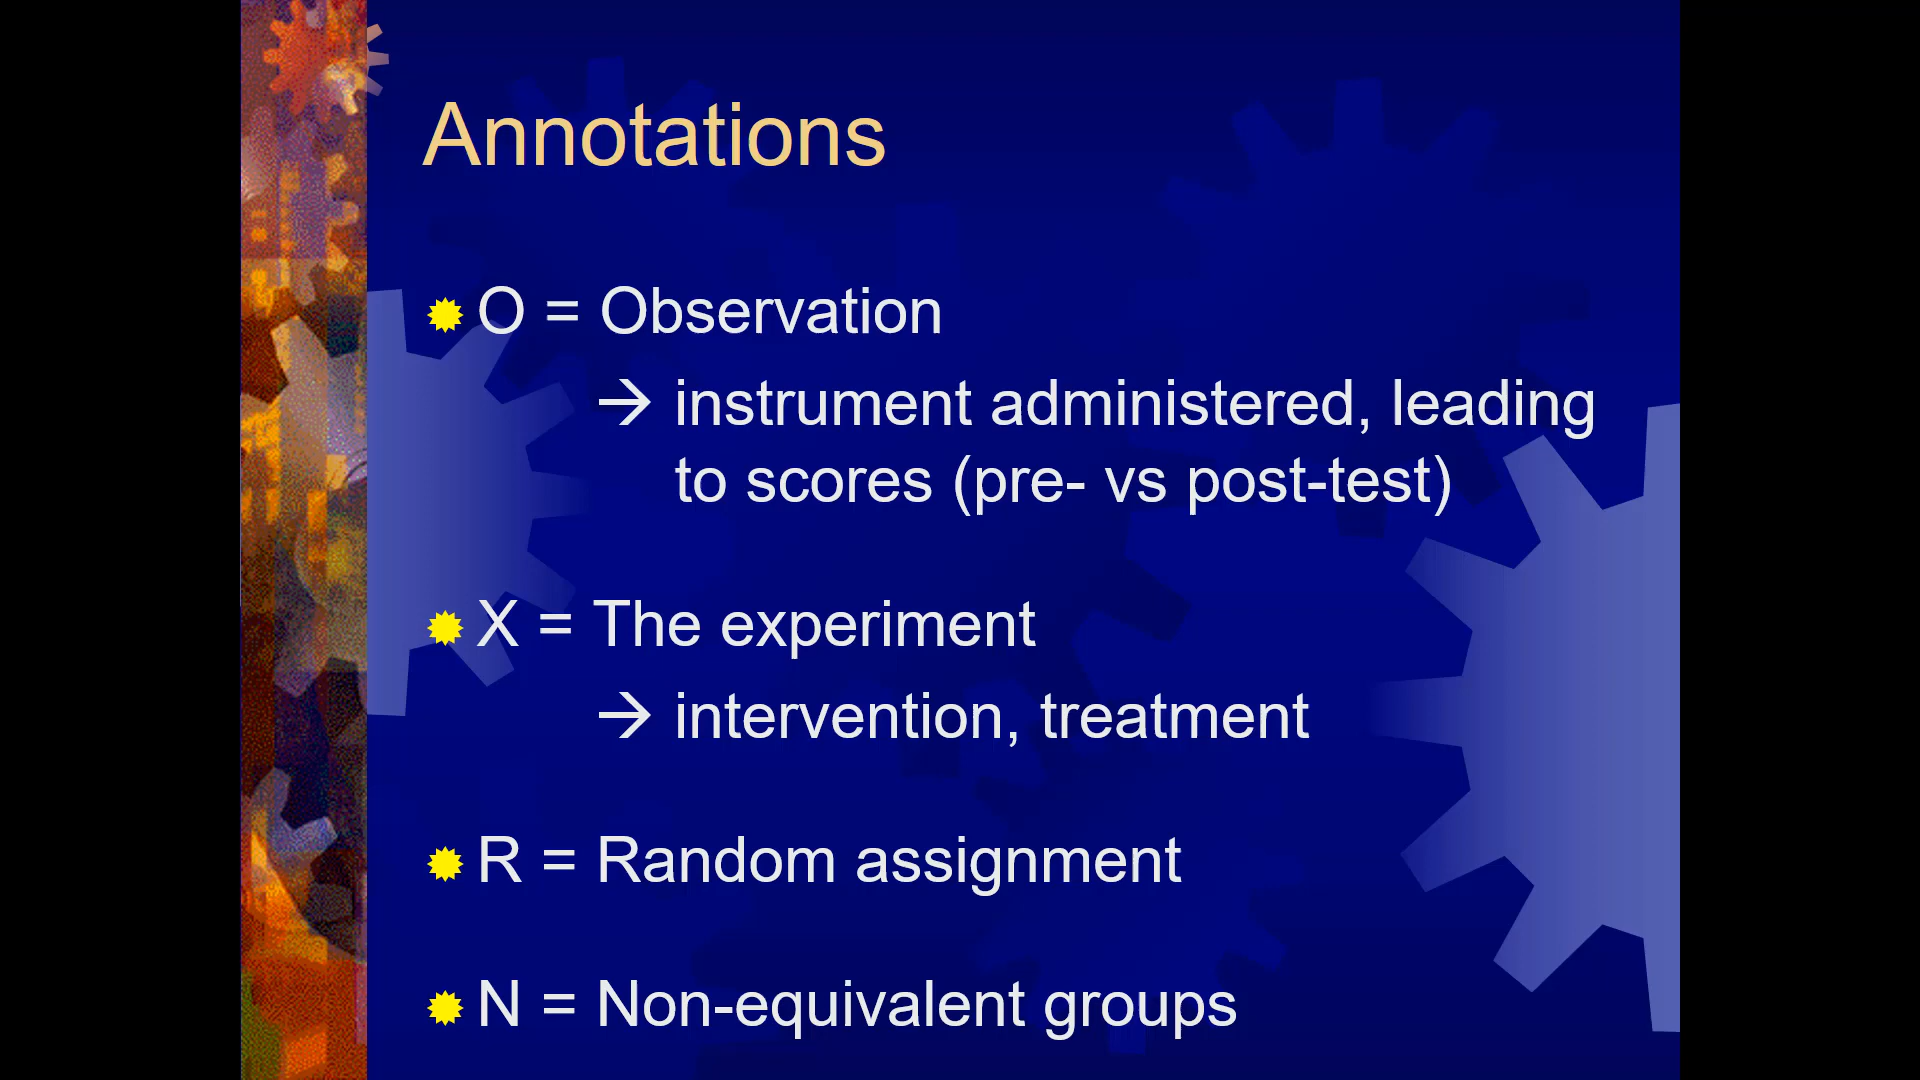 Annotations
O = Observation
→ instrument administered, leading
to scores (pre- vs post-test)
X = The experiment
→ intervention, treatment
R = Random assignment
N = Non-equivalent groups